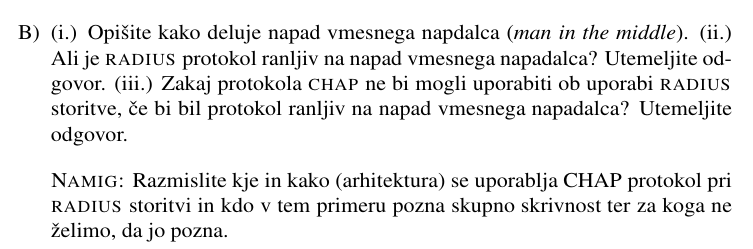 B) (i.) Opišite kako deluje napad vmesnega napdalca (man in the middle). (ii.)
Ali je RADIUS protokol ranljiv na napad vmesnega napadalca? Utemeljite od-
govor. (iii.) Zakaj protokola CHAP ne bi mogli uporabiti ob uporabi RADIUS
storitve, če bi bil protokol ranljiv na napad vmesnega napadalca? Utemeljite
odgovor.
NAMIG: Razmislite kje in kako (arhitektura) se uporablja CHAP protokol pri
RADIUS storitvi in kdo v tem primeru pozna skupno skrivnost ter za koga ne
želimo, da jo pozna.